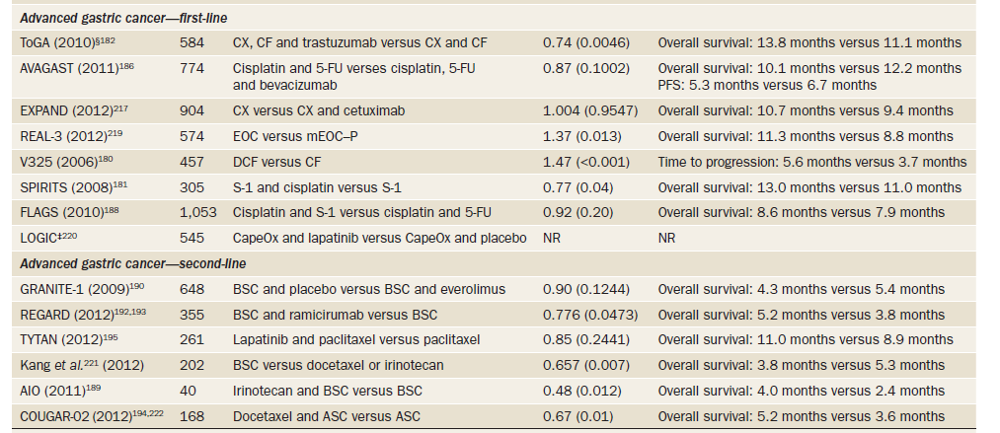 Advanced gastric cancer—first-line
ToGA (2010)§182 584 CX, CF and trastuzumab versus CX and CF 0.74 (0.0046) Overall survival: 13.8 months versus 11.1 months
AVAGAST (2011)186 774 Cisplatin and 5-FU verses cisplatin, 5-FU 0.87 (0.1002) Overall survival: 10.1 months versus 12.2 months
and bevacizumab PFS: 5.3 months versus 6.7 months
EXPAND (2012)217 904 CX versus CX and cetuximab 1.004 (0.9547) Overall survival: 10.7 months versus 9.4 months
REAL-3 (2012)219 574 EOC versus mEOC–P 1.37 (0.013) Overall survival: 11.3 months versus 8.8 months
V325 (2006)180 457 DCF versus CF 1.47 (<0.001) Time to progression: 5.6 months versus 3.7 months
SPIRITS (2008)181 305 S-1 and cisplatin versus S-1 0.77 (0.04) Overall survival: 13.0 months versus 11.0 months
FLAGS (2010)188 1,053 Cisplatin and S-1 versus cisplatin and 5-FU 0.92 (0.20) Overall survival: 8.6 months versus 7.9 months
LOGIC‡220 545 CapeOx and lapatinib versus CapeOx and placebo NR NR
Advanced gastric cancer—second-line
GRANITE-1 (2009)190 648 BSC and placebo versus BSC and everolimus 0.90 (0.1244) Overall survival: 4.3 months versus 5.4 months
REGARD (2012)192,193 355 BSC and ramicirumab versus BSC 0.776 (0.0473) Overall survival: 5.2 months versus 3.8 months
TYTAN (2012)195 261 Lapatinib and paclitaxel versus paclitaxel 0.85 (0.2441) Overall survival: 11.0 months versus 8.9 months
Kang et al.221 (2012) 202 BSC versus docetaxel or irinotecan 0.657 (0.007) Overall survival: 3.8 months versus 5.3 months
AIO (2011)189 40 Irinotecan and BSC versus BSC 0.48 (0.012) Overall survival: 4.0 months versus 2.4 months
COUGAR-02 (2012)194,222 168 Docetaxel and ASC versus ASC 0.67 (0.01) Overall survival: 5.2 months versus 3.6 months